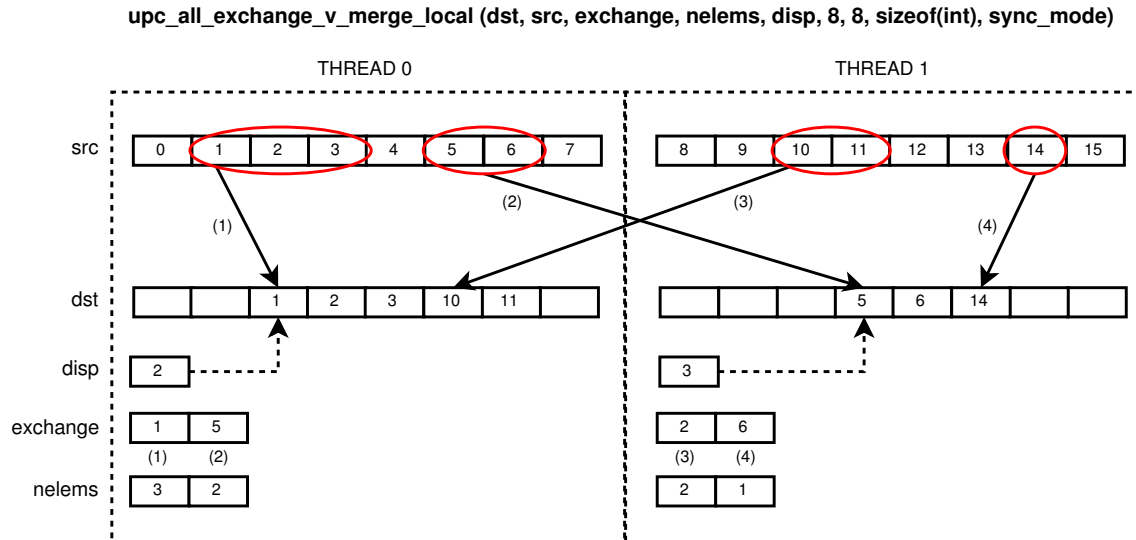 upc_all_exchange_v_merge_local (dst, src, exchange, nelems, disp, 8, 8, sizeof(int), sync_mode)
THREAD 0 THREAD 1
src 0 1 2 3 4 5 6 7 8 9 10 11 12 13 14 15
(1) (2) (3) (4)
dst 1 2 3 10 11 5 6 14
disp 2 3
exchange 1 5 2 6
(1) (2) (3) (4)
nelems 3 2 2 1